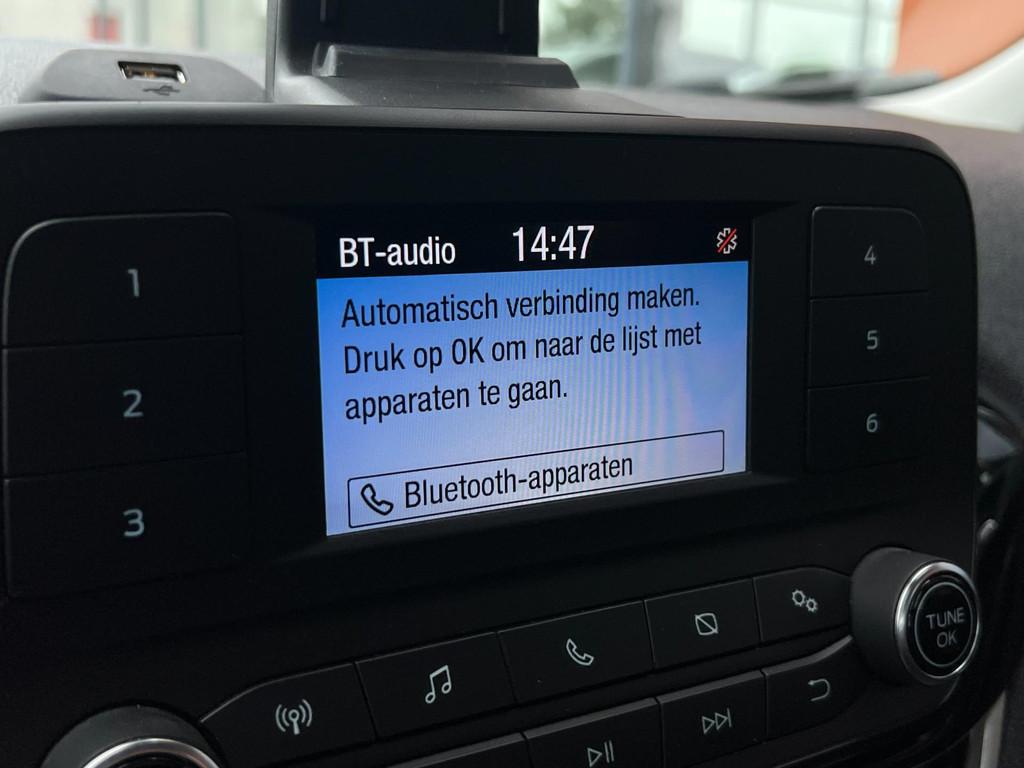 BT-audio 14:47
Automatisch verbinding maken.
Druk op OK om naar de lijst met
apparaten te gaan.
Bluetooth-apparaten
1
2
3
4
5
6
TUNE
OK